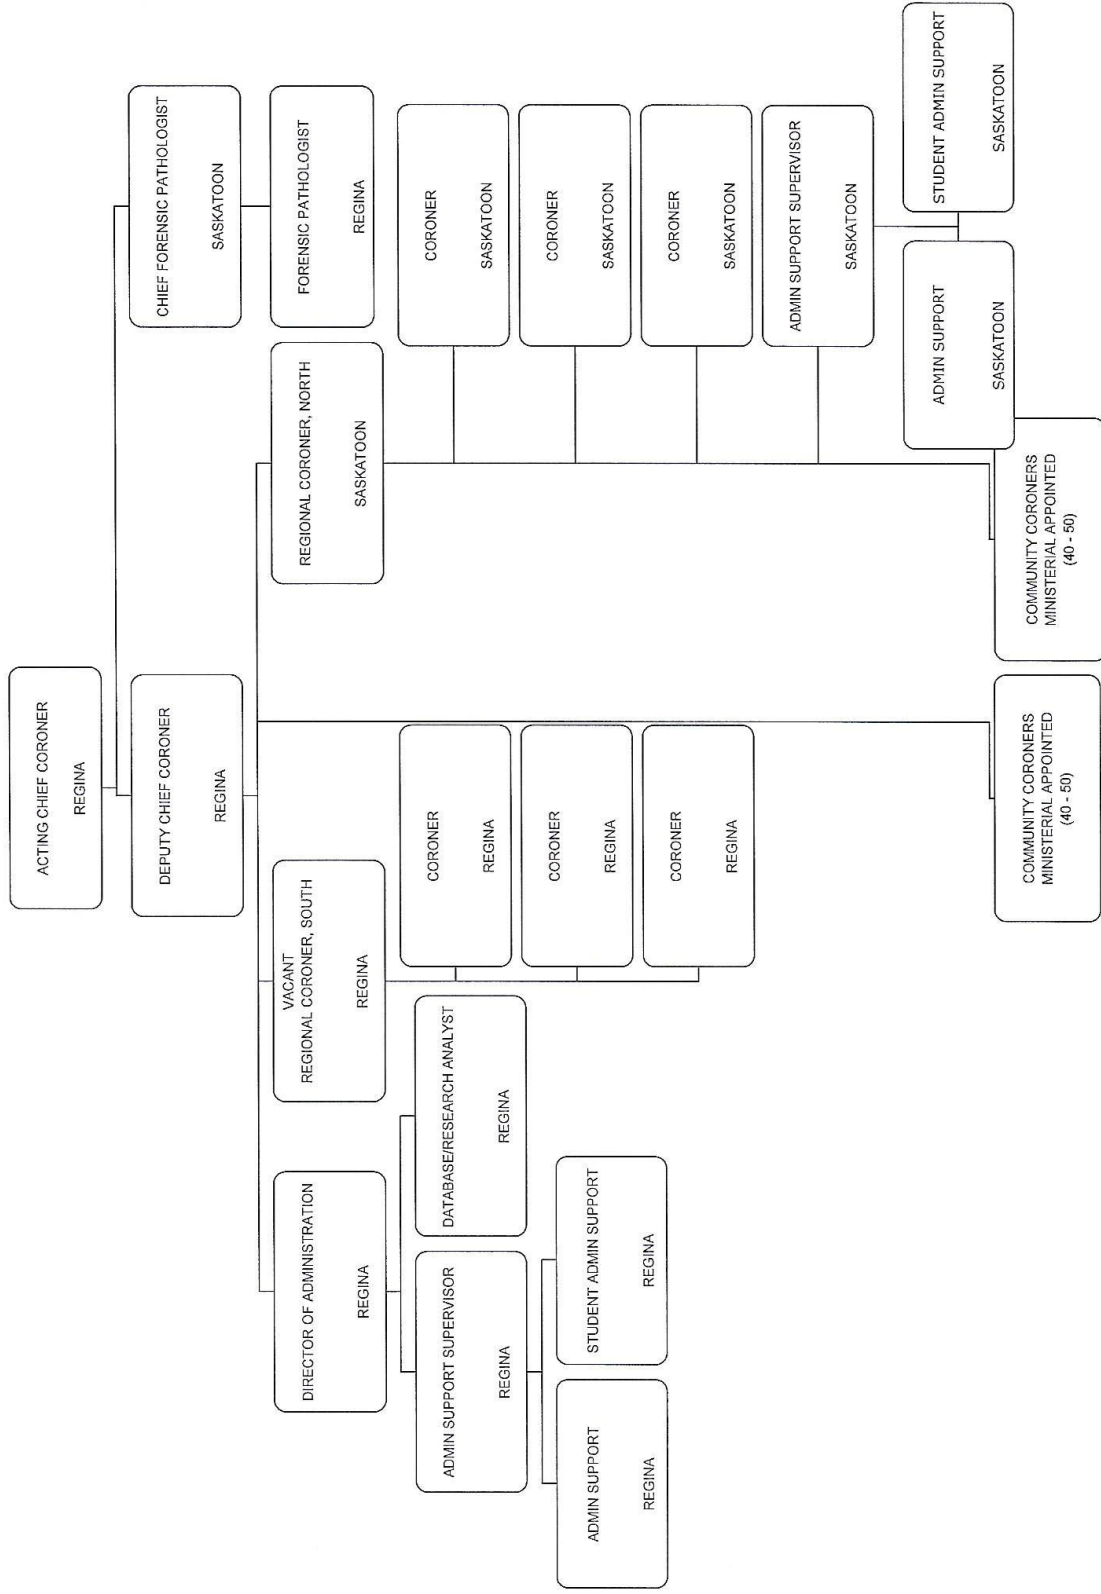 ACTING CHIEF CORONER
REGINA
DEPUTY CHIEF CORONER
REGINA
CHIEF FORENSIC PATHOLOGIST
SASKATOON
DIRECTOR OF ADMINISTRATION
REGINA
VACANT
REGIONAL CORONER, SOUTH
REGINA
REGIONAL CORONER, NORTH
SASKATOON
FORENSIC PATHOLOGIST
REGINA
ADMIN SUPPORT SUPERVISOR
REGINA
DATABASE/RESEARCH ANALYST
REGINA
ADMIN SUPPORT
REGINA
STUDENT ADMIN SUPPORT
REGINA
CORONER
REGINA
CORONER
REGINA
CORONER
REGINA
CORONER
SASKATOON
CORONER
SASKATOON
CORONER
SASKATOON
ADMIN SUPPORT SUPERVISOR
SASKATOON
ADMIN SUPPORT
SASKATOON
STUDENT ADMIN SUPPORT
SASKATOON
COMMUNITY CORONERS
MINISTERIAL APPOINTED
(40 - 50)
COMMUNITY CORONERS
MINISTERIAL APPOINTED
(40 - 50)